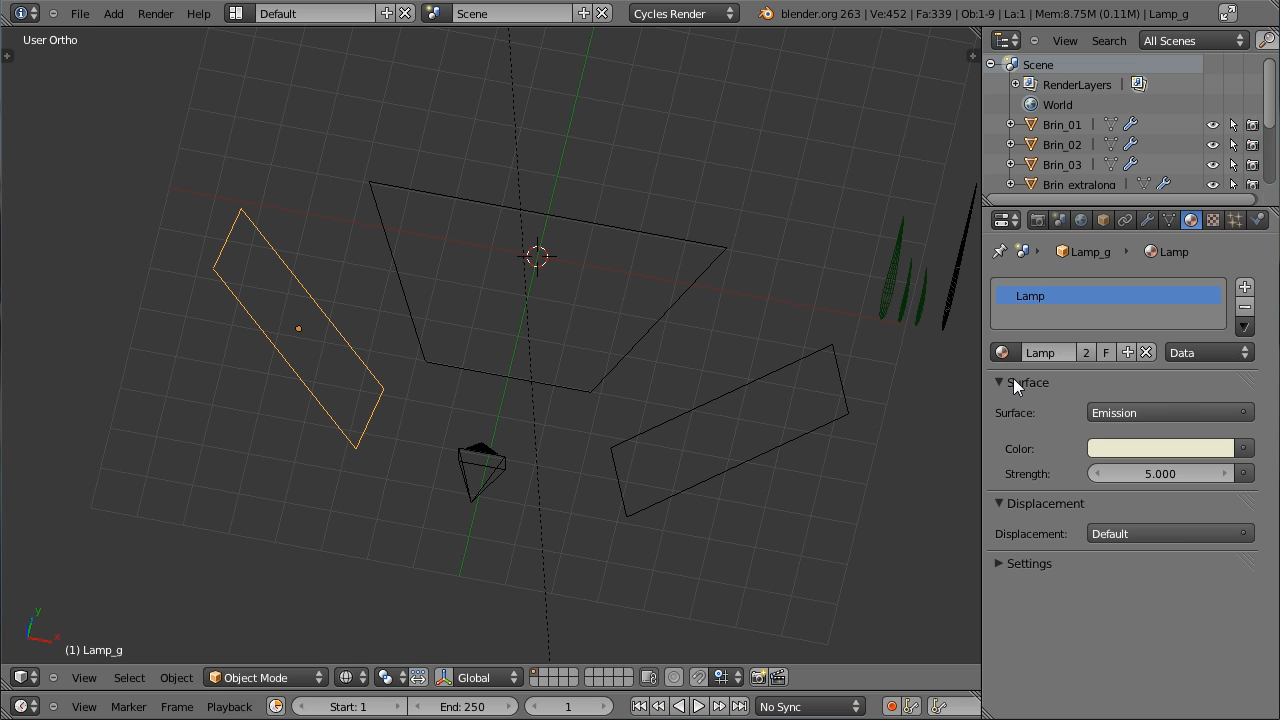 File Add Render Help Default Scene Cycles Render blender.org 263 | Ve:452 | Fa:339 | Ob:1-9 | La:1 | Mem:8.75M (0.11M) | Lamp_g
User Ortho
View Search All Scenes
Scene
RenderLayers |
World
Brin_01 |
Brin_02 |
Brin_03 |
Brin_extralong |
Lamp_g Lamp
Lamp
Lamp 2 F Data
Surface
Surface: Emission
Color:
Strength: 5.000
Displacement
Displacement: Default
Settings
y
x
(1) Lamp_g
View Select Object Object Mode Global
View Marker Frame Playback Start: 1 End: 250 1 No Sync